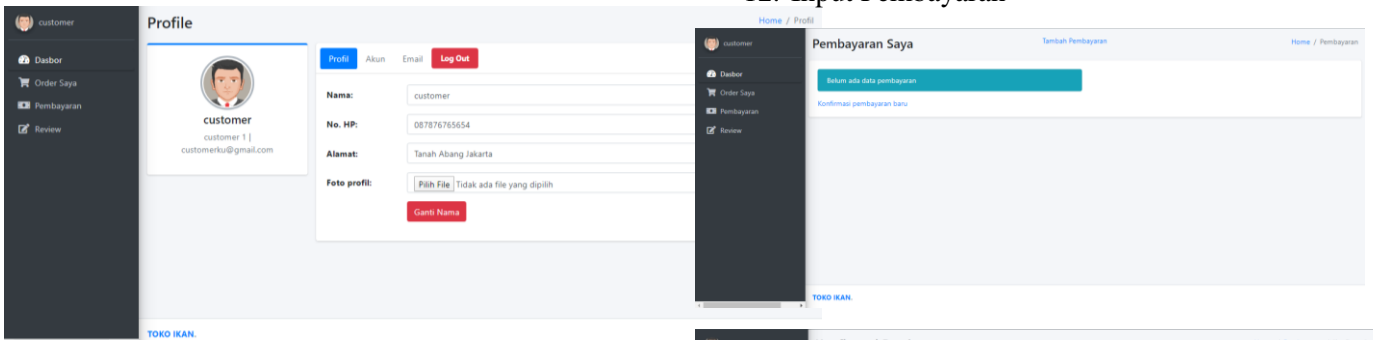 customer
Dasbor
Order Saya
Pembayaran
Review
Profile
Home / Profil
customer
customer 1 |
customerku@gmail.com
Profil Akun Email Log Out
Nama: customer
No. HP: 087876765654
Alamat: Tanah Abang Jakarta
Foto profil: Pilih File Tidak ada file yang dipilih
Ganti Nama
TOKO IKAN.
12. Input Pembayaran
customer
Dasbor
Order Saya
Pembayaran
Review
Pembayaran Saya
Tambah Pembayaran
Home / Pembayaran
Belum ada data pembayaran
Konfirmasi pembayaran baru
TOKO IKAN.